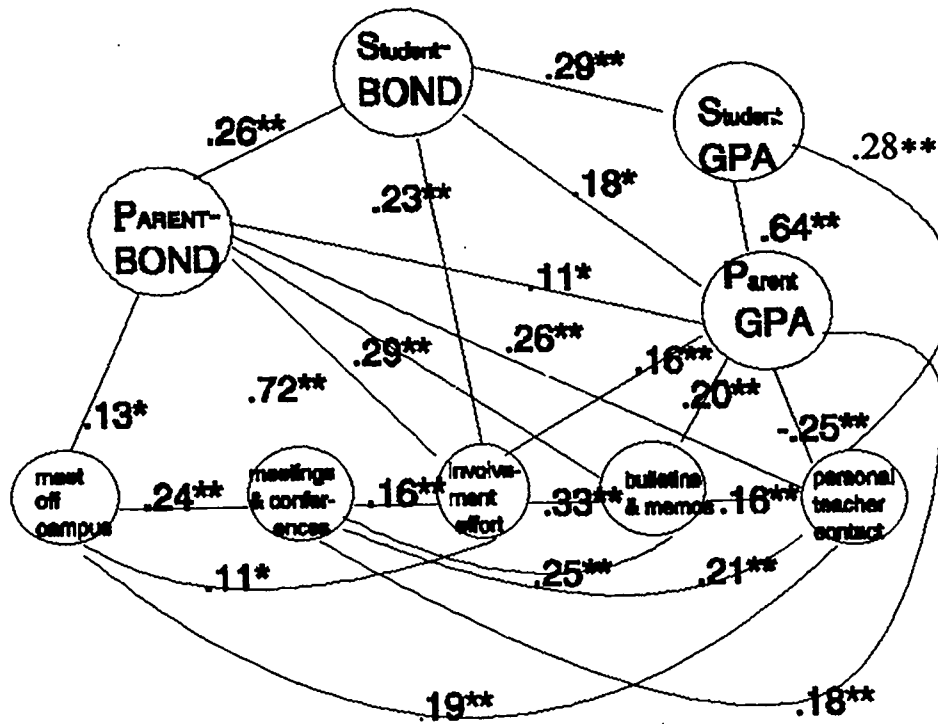 Student-
BOND
.29**
Student
GPA
.28**
.26**
.23**
.18*
PARENT-
BOND
.64**
.11*
Parent
GPA
.29**
.26**
.16**
.72**
.20**
.13*
-.25**
meet
off
campus
.24**
meetings
& confer-
ences
.16**
involve-
ment
effort
.33**
bulletins
& memos
.16**
personal
teacher
contact
.11*
.25**
.21**
.19**
.18**